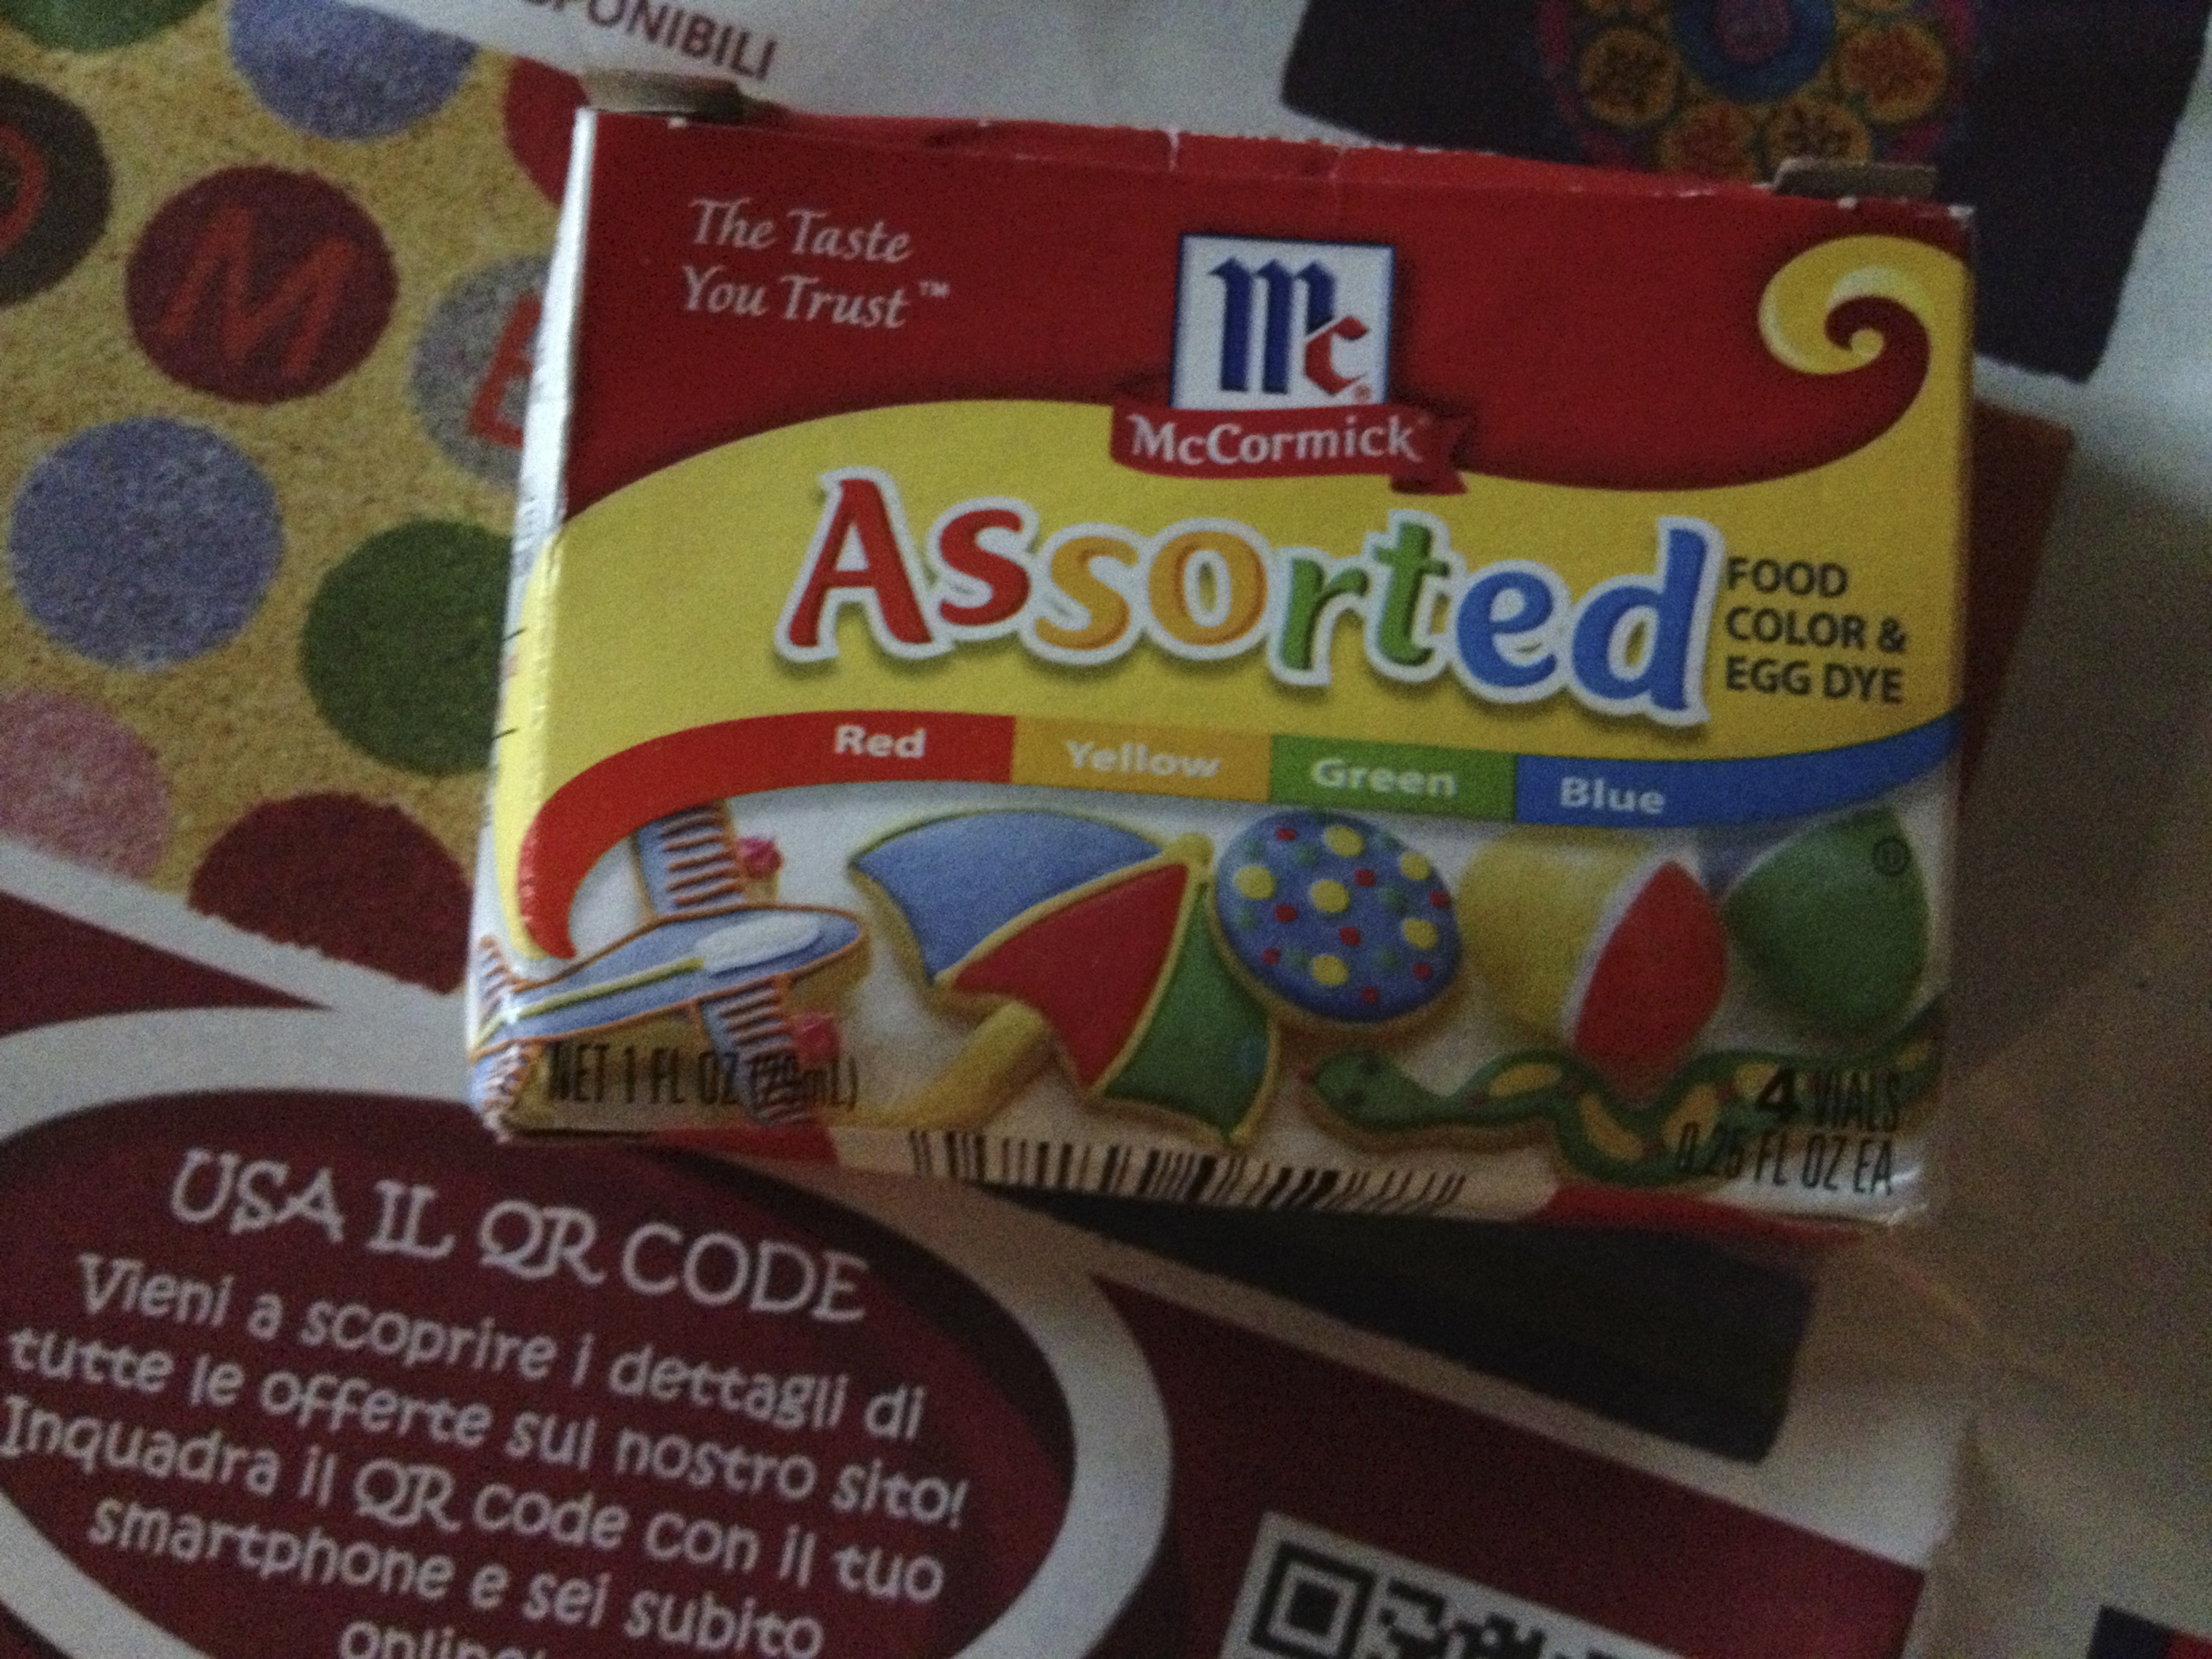 SPONIBILI
M
E
The Taste
You Trust™
Mc®
McCormick®
Assorted
FOOD
COLOR &
EGG DYE
Red Yellow Green Blue
NET 1 FL OZ (29mL)
4 VIALS
0.25 FL OZ EA
USA IL QR CODE
Vieni a scoprire i dettagli di
tutte le offerte sul nostro sito!
Inquadra il QR code con il tuo
smartphone e sei subito